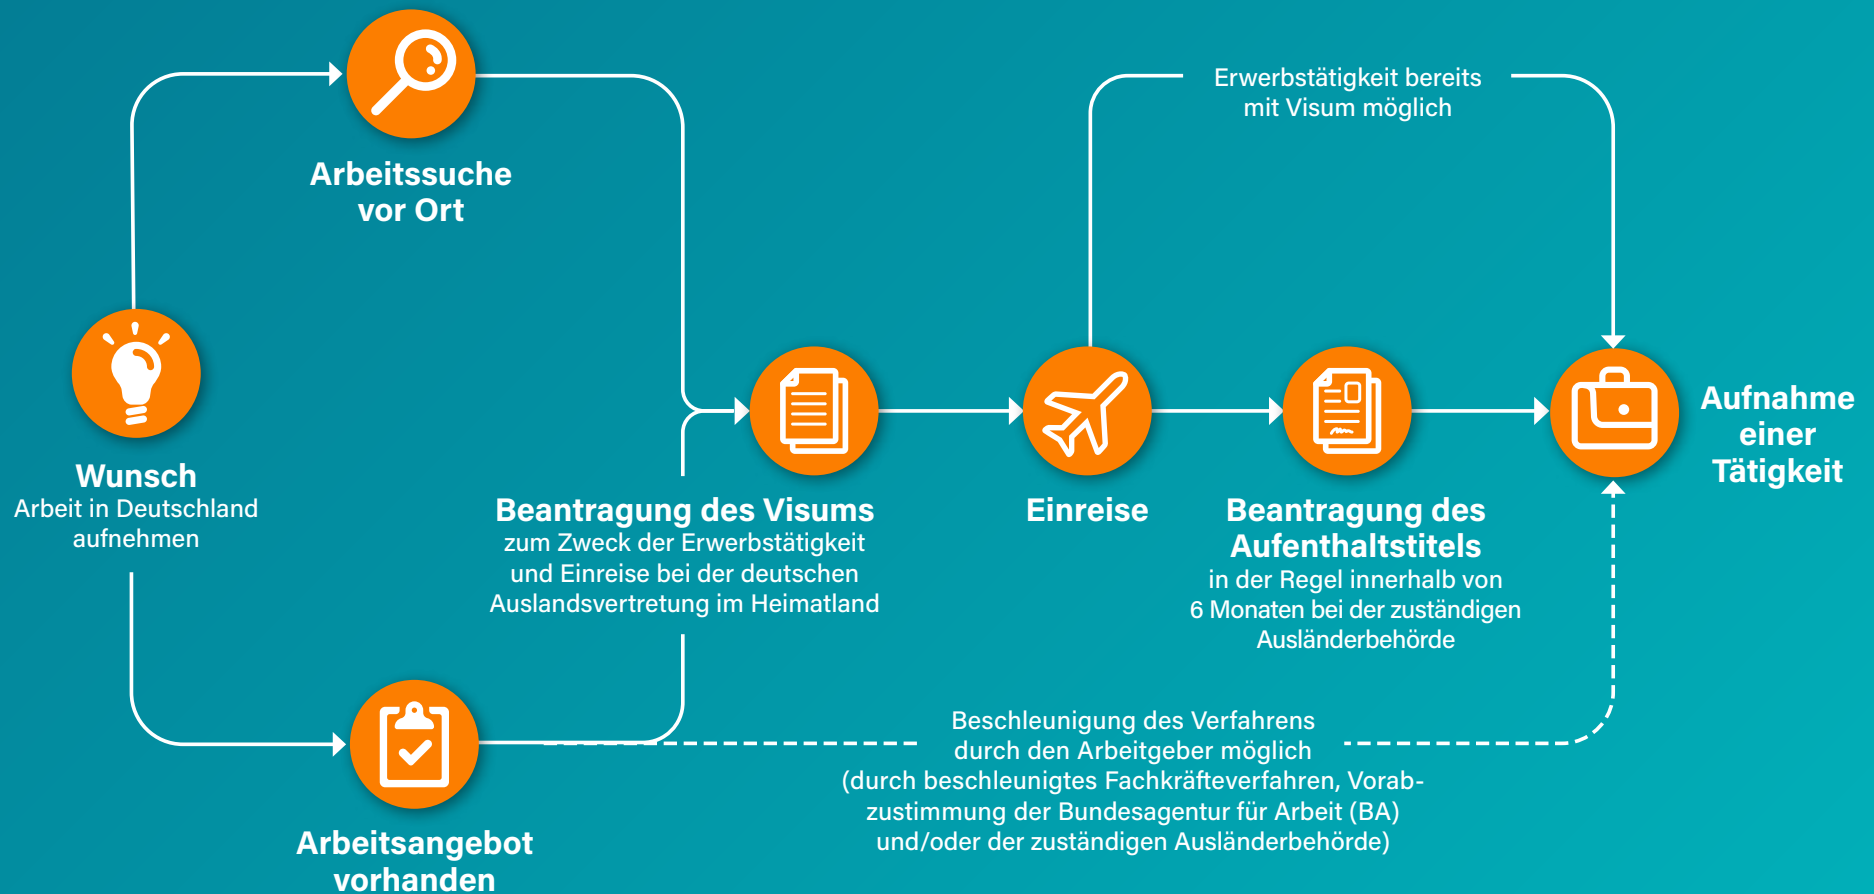 Arbeitssuche
vor Ort
Erwerbstätigkeit bereits
mit Visum möglich
Wunsch
Arbeit in Deutschland
aufnehmen
Beantragung des Visums
zum Zweck der Erwerbstätigkeit
und Einreise bei der deutschen
Auslandsvertretung im Heimatland
Einreise
Beantragung des
Aufenthaltstitels
in der Regel innerhalb von
6 Monaten bei der zuständigen
Ausländerbehörde
Aufnahme
einer
Tätigkeit
Arbeitsangebot
vorhanden
Beschleunigung des Verfahrens
durch den Arbeitgeber möglich
(durch beschleunigtes Fachkräfteverfahren, Vorab-
zustimmung der Bundesagentur für Arbeit (BA)
und/oder der zuständigen Ausländerbehörde)